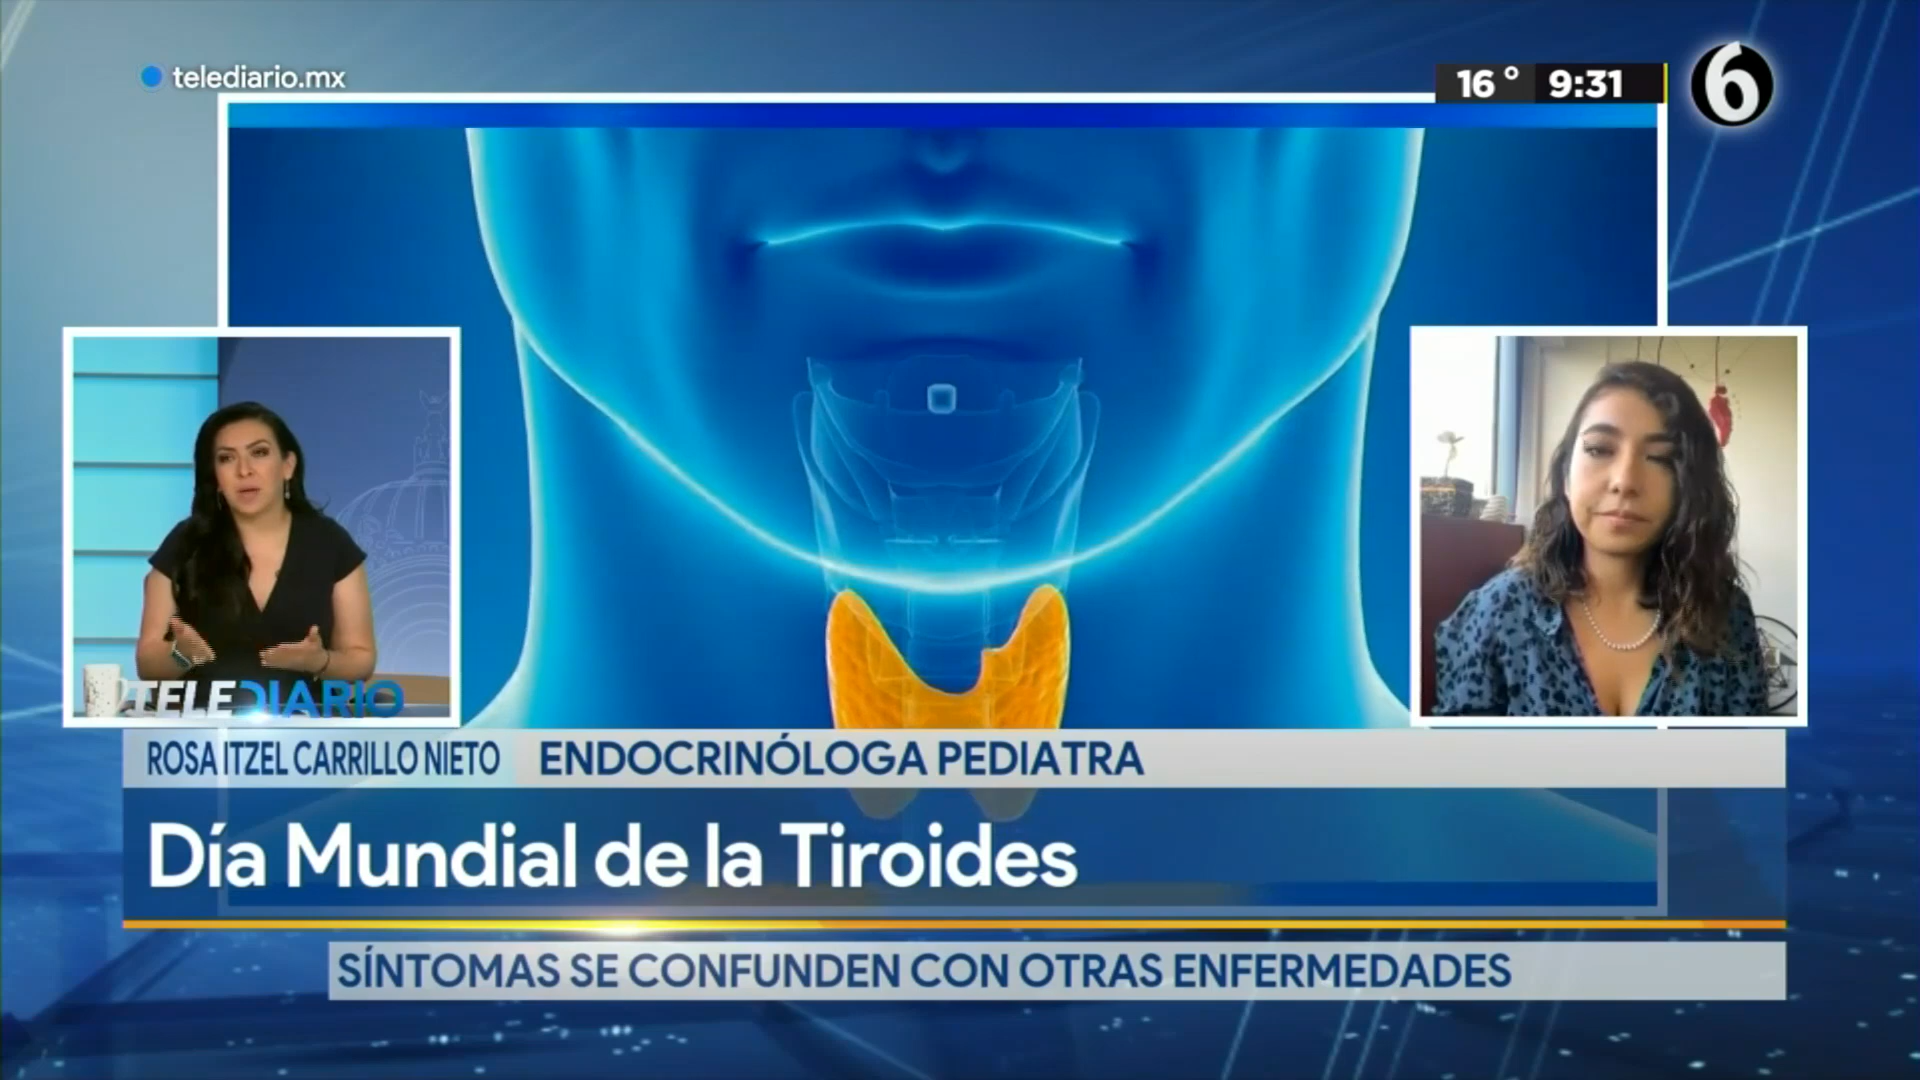 telediario.mx
16° 9:31
6
TELEDIARIO
ROSA ITZEL CARRILLO NIETO ENDOCRINÓLOGA PEDIATRA
Día Mundial de la Tiroides
SÍNTOMAS SE CONFUNDEN CON OTRAS ENFERMEDADES